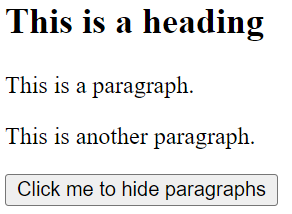 This is a heading
This is a paragraph.
This is another paragraph.
Click me to hide paragraphs